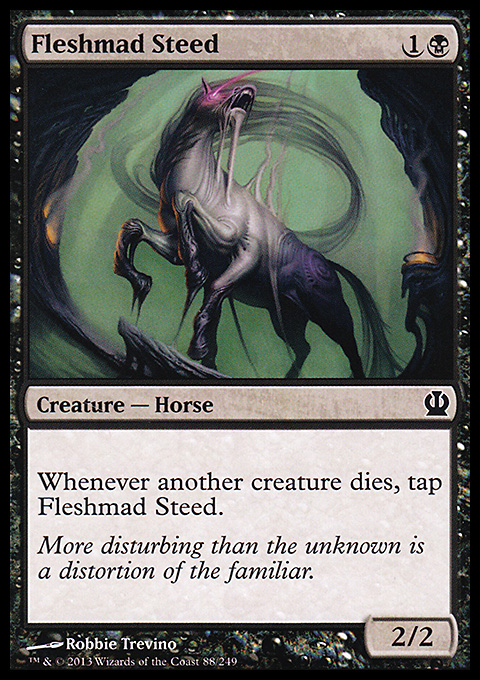 Fleshmad Steed 1
Creature — Horse
Whenever another creature dies, tap
Fleshmad Steed.
More disturbing than the unknown is
a distortion of the familiar.
2/2
Robbie Trevino
™ & © 2013 Wizards of the Coast 88/249